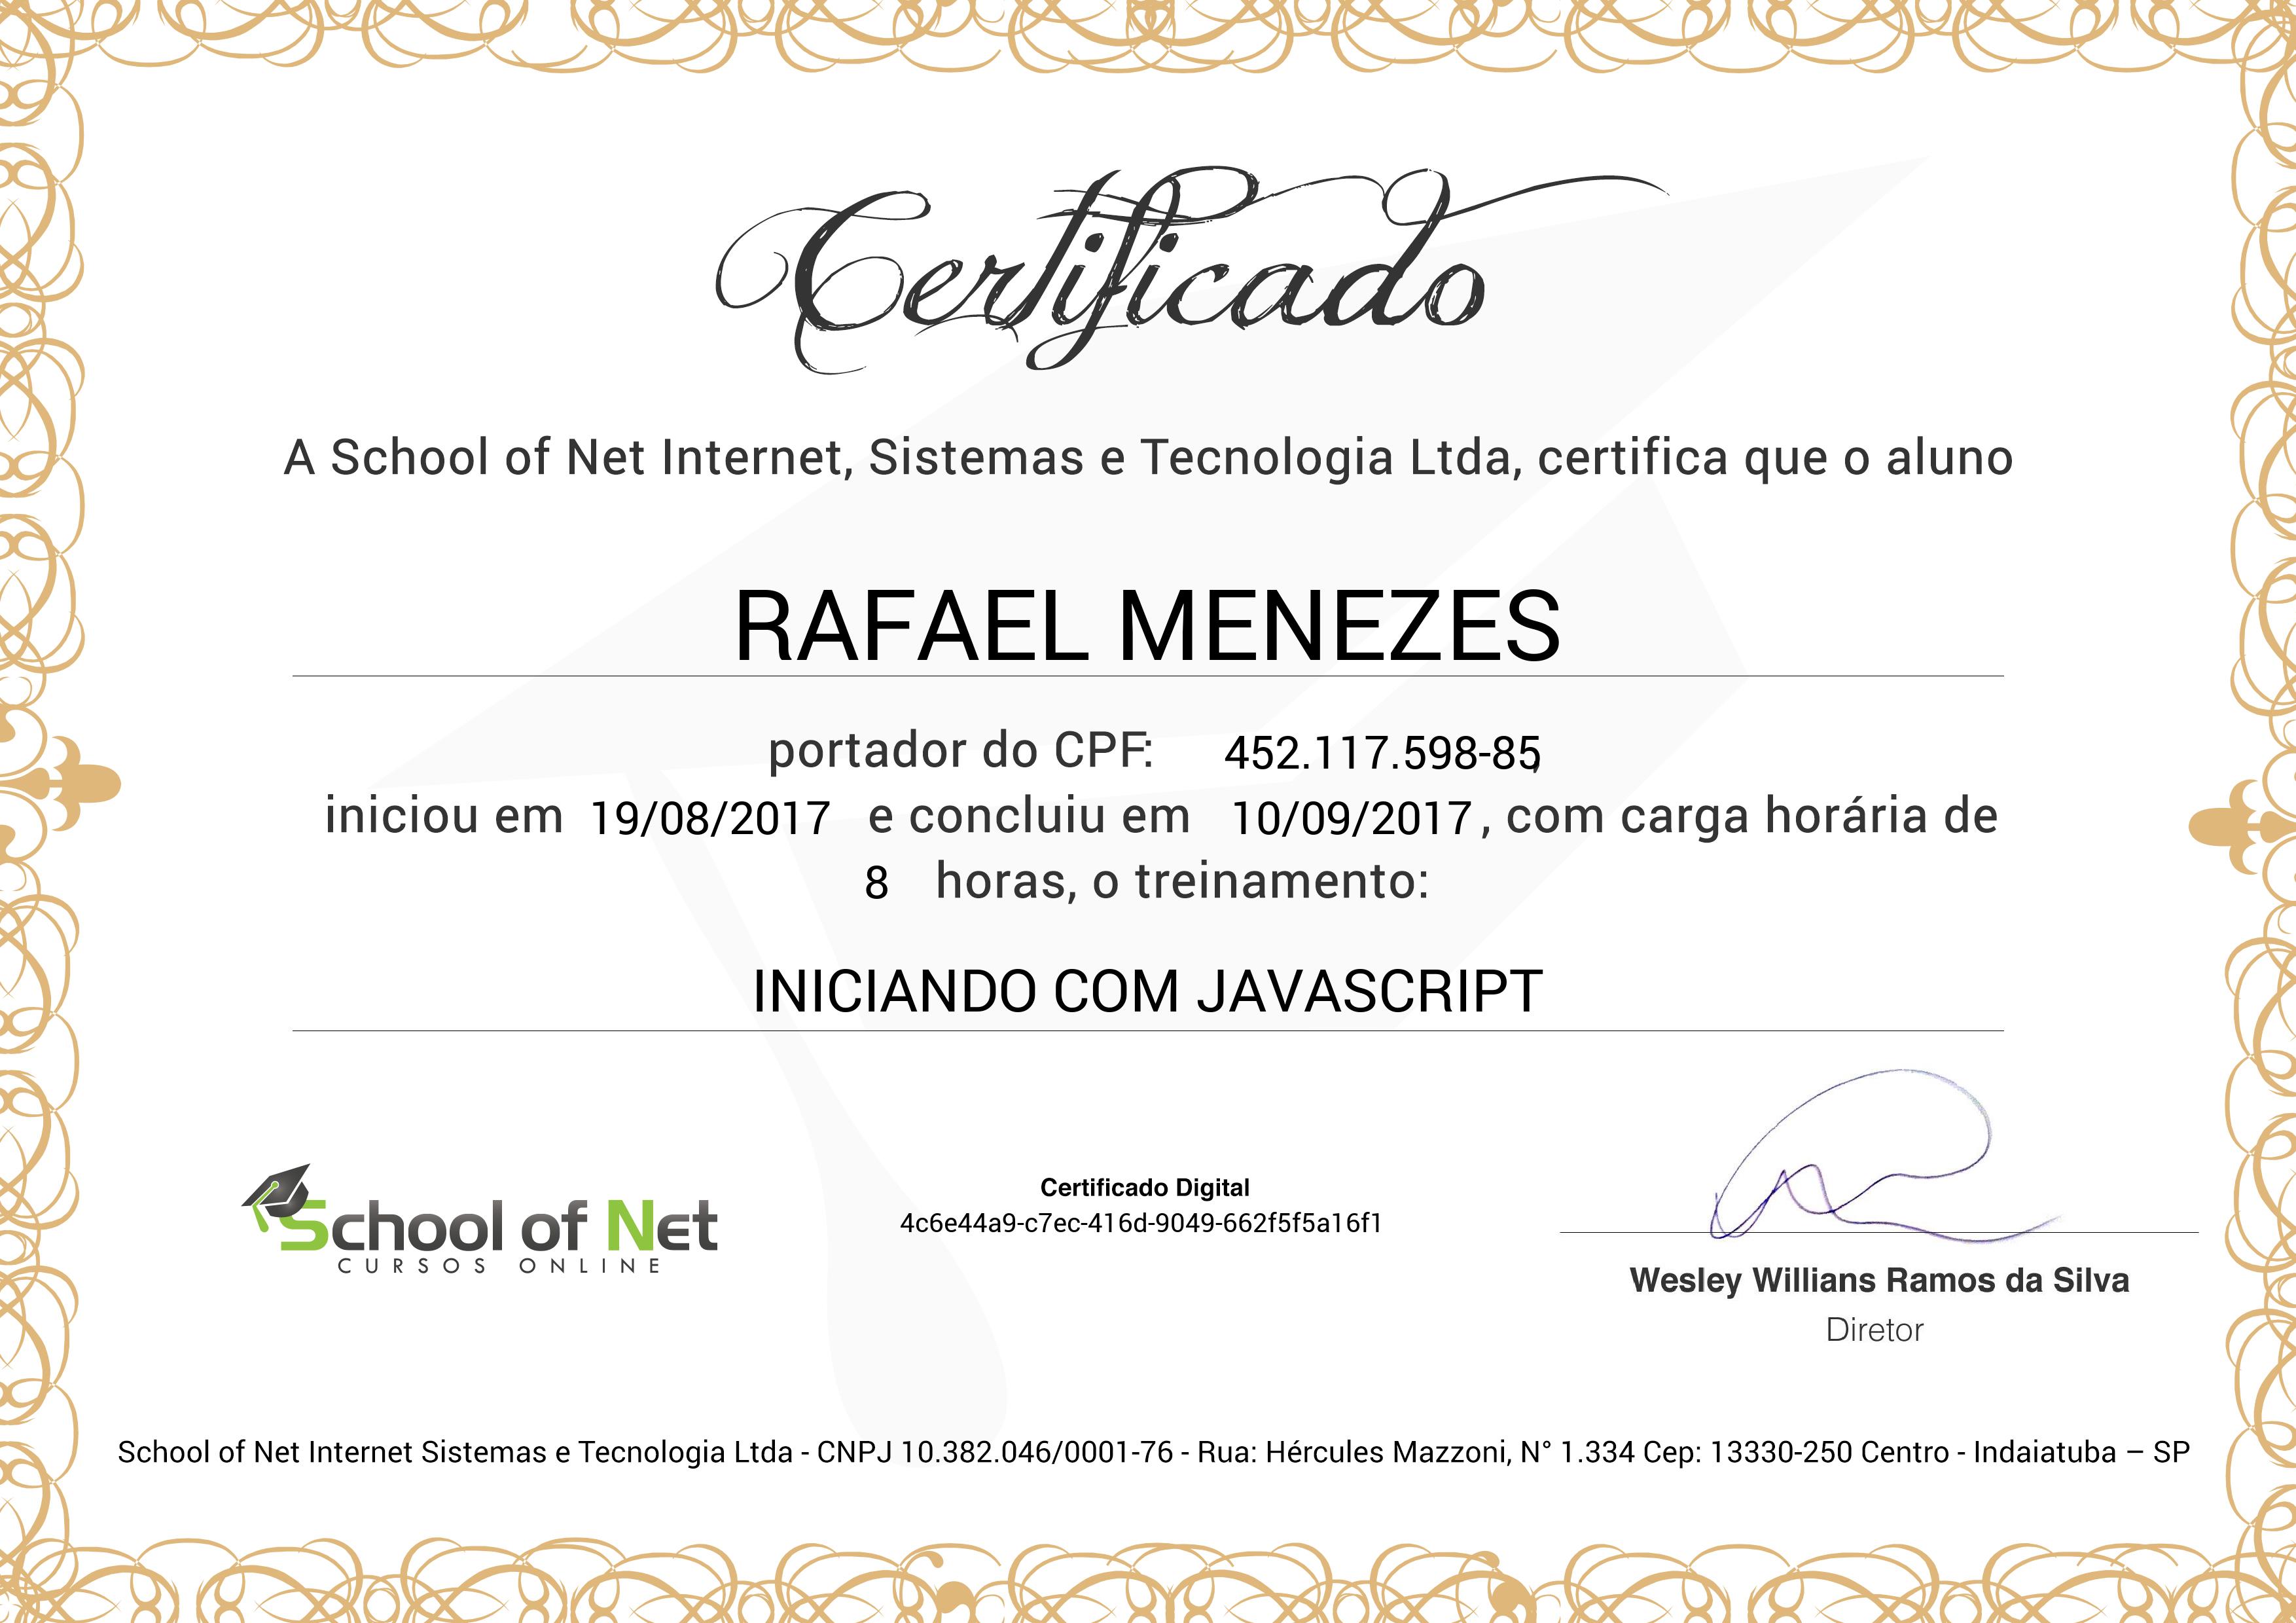 Certificado
A School of Net Internet, Sistemas e Tecnologia Ltda, certifica que o aluno
RAFAEL MENEZES
portador do CPF: 452.117.598-85,
iniciou em 19/08/2017 e concluiu em 10/09/2017, com carga horária de
8 horas, o treinamento:
INICIANDO COM JAVASCRIPT
School of Net
CURSOS ONLINE
Certificado Digital
4c6e44a9-c7ec-416d-9049-662f5f5a16f1
Wesley Willians Ramos da Silva
Diretor
School of Net Internet Sistemas e Tecnologia Ltda - CNPJ 10.382.046/0001-76 - Rua: Hércules Mazzoni, N° 1.334 Cep: 13330-250 Centro - Indaiatuba – SP